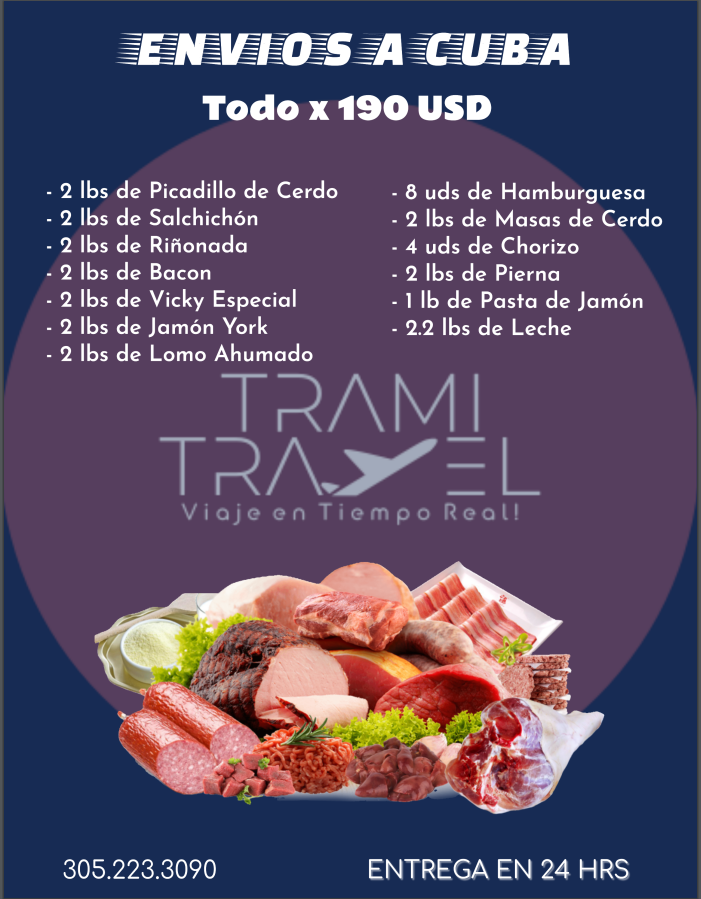 ENVIOS A CUBA
Todo x 190 USD
- 2 lbs de Picadillo de Cerdo
- 2 lbs de Salchichón
- 2 lbs de Riñonada
- 2 lbs de Bacon
- 2 lbs de Vicky Especial
- 2 lbs de Jamón York
- 2 lbs de Lomo Ahumado
- 8 uds de Hamburguesa
- 2 lbs de Masas de Cerdo
- 4 uds de Chorizo
- 2 lbs de Pierna
- 1 lb de Pasta de Jamón
- 2.2 lbs de Leche
TRAMI
TRAVEL
Viaje en Tiempo Real!
305.223.3090
ENTREGA EN 24 HRS